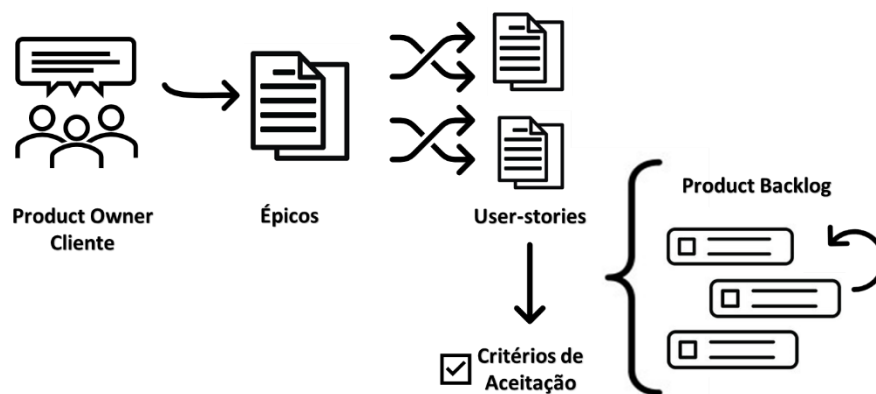 Product Owner
Cliente
Épicos
User-stories
Critérios de
Aceitação
Product Backlog